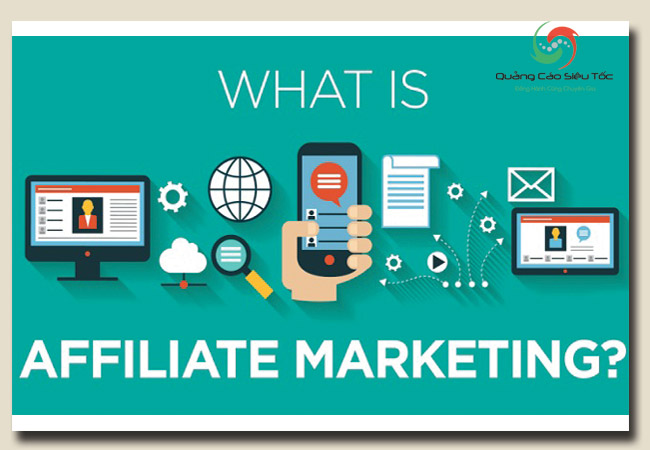 Quảng Cáo Siêu Tốc
WHAT IS
AFFILIATE MARKETING?